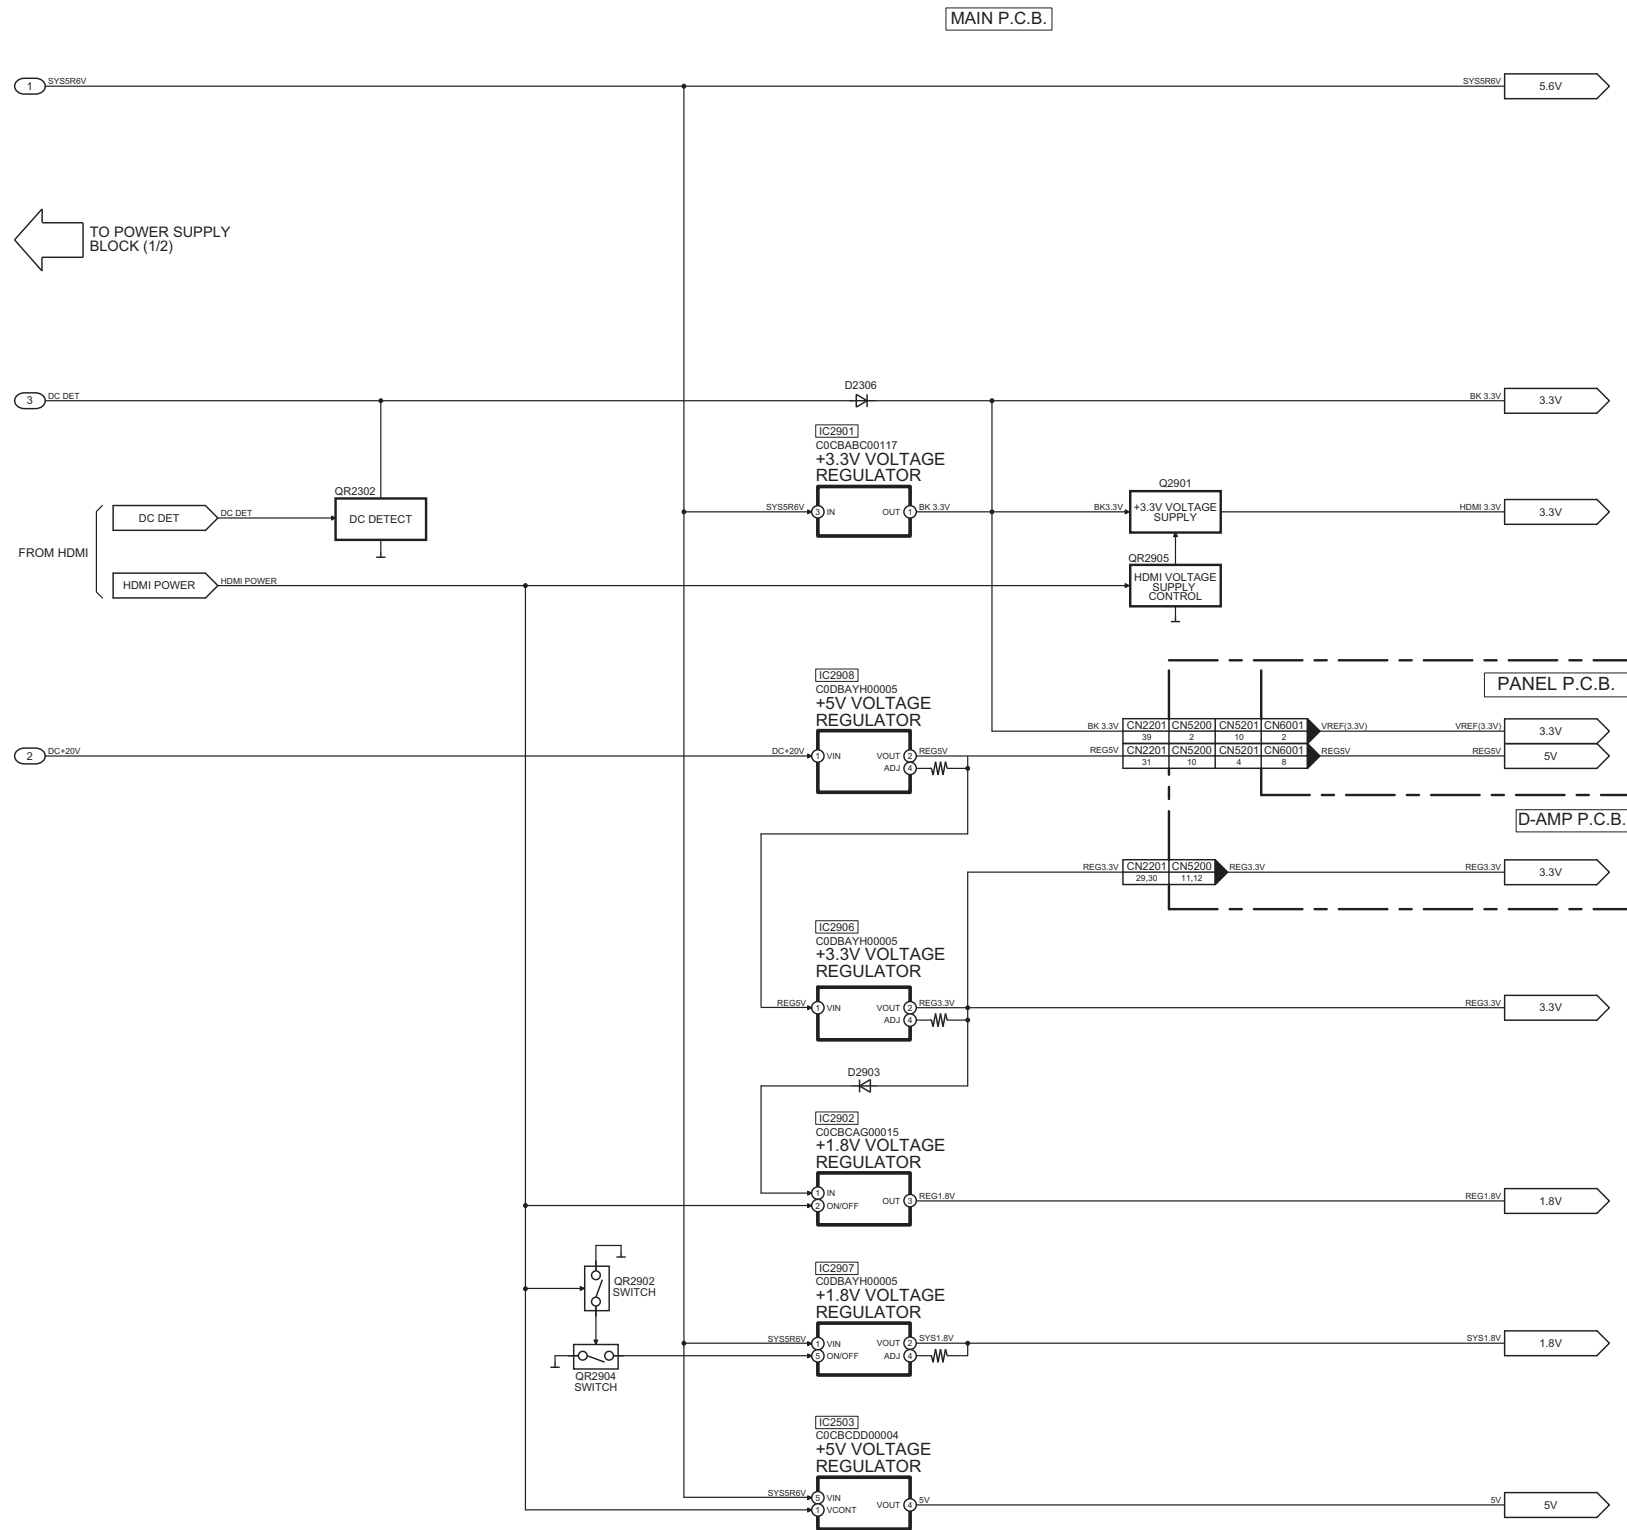 MAIN P.C.B.
1 SYS5R6V SYS5R6V 5.6V
TO POWER SUPPLY
BLOCK (1/2)
D2306
3 DC DET BK 3.3V 3.3V
IC2901
C0CBABC00117
+3.3V VOLTAGE
REGULATOR
QR2302
Q2901
DC DET DC DET DC DETECT
SYS5R6V 3 IN OUT 1 BK 3.3V BK3.3V
+3.3V VOLTAGE
SUPPLY
HDMI 3.3V 3.3V
FROM HDMI
QR2905
HDMI POWER HDMI POWER
HDMI VOLTAGE
SUPPLY
CONTROL
IC2908
C0DBAYH00005
+5V VOLTAGE
REGULATOR
PANEL P.C.B.
BK 3.3V CN2201 CN5200 CN5201 CN6001 VREF(3.3V) VREF(3.3V) 3.3V
39 2 10 2
2 DC+20V DC+20V 1 VIN VOUT 2 REG5V REG5V CN2201 CN5200 CN5201 CN6001 REG5V REG5V 5V
ADJ 4 31 10 4 8
D-AMP P.C.B.
REG3.3V CN2201 CN5200 REG3.3V REG3.3V 3.3V
29,30 11,12
IC2906
C0DBAYH00005
+3.3V VOLTAGE
REGULATOR
REG5V 1 VIN VOUT 2 REG3.3V REG3.3V 3.3V
ADJ 4
D2903
IC2902
C0CBCAG00015
+1.8V VOLTAGE
REGULATOR
1 IN OUT 3 REG1.8V REG1.8V 1.8V
2 ON/OFF
IC2907
C0DBAYH00005
+1.8V VOLTAGE
REGULATOR
QR2902
SWITCH
SYS5R6V 1 VIN VOUT 2 SYS1.8V SYS1.8V 1.8V
5 ON/OFF ADJ 4
QR2904
SWITCH
IC2503
C0CBCDD00004
+5V VOLTAGE
REGULATOR
SYS5R6V 5 VIN VOUT 4 5V 5V 5V
1 VCONT